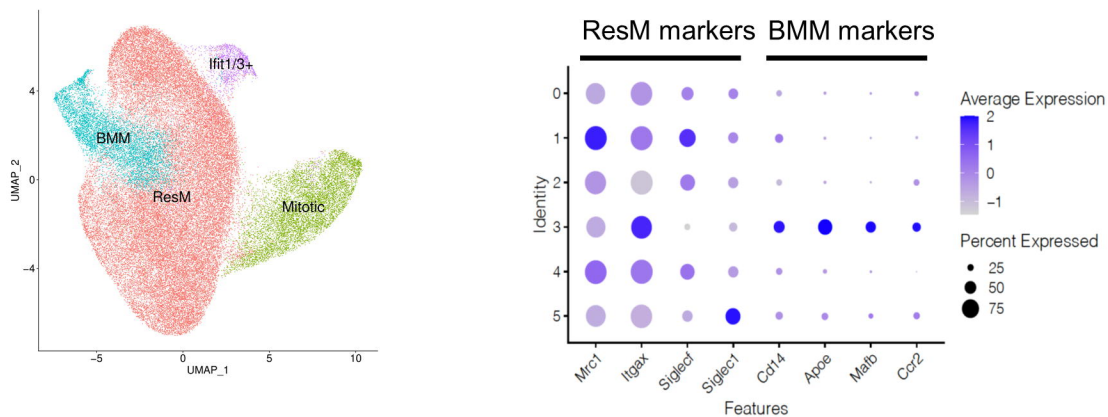 Ifit1/3+
BMM
ResM
Mitotic
4
0
−4
UMAP_2
−5
0
5
10
UMAP_1
ResM markers BMM markers
0
1
2
3
4
5
Identity
Mrc1
Itgax
Siglecf
Siglec1
Cd14
Apoe
Mafb
Ccr2
Features
Average Expression
2
1
0
−1
Percent Expressed
25
50
75